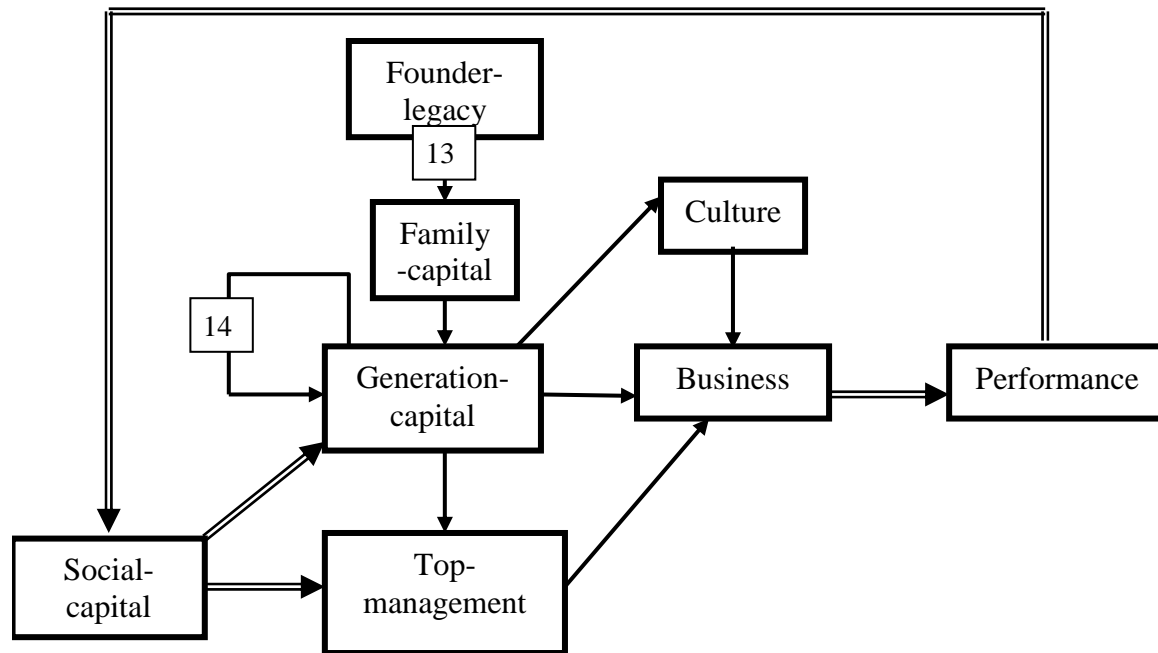 Founder-
legacy
13
Family
-capital
Culture
14
Generation-
capital
Business
Performance
Social-
capital
Top-
management